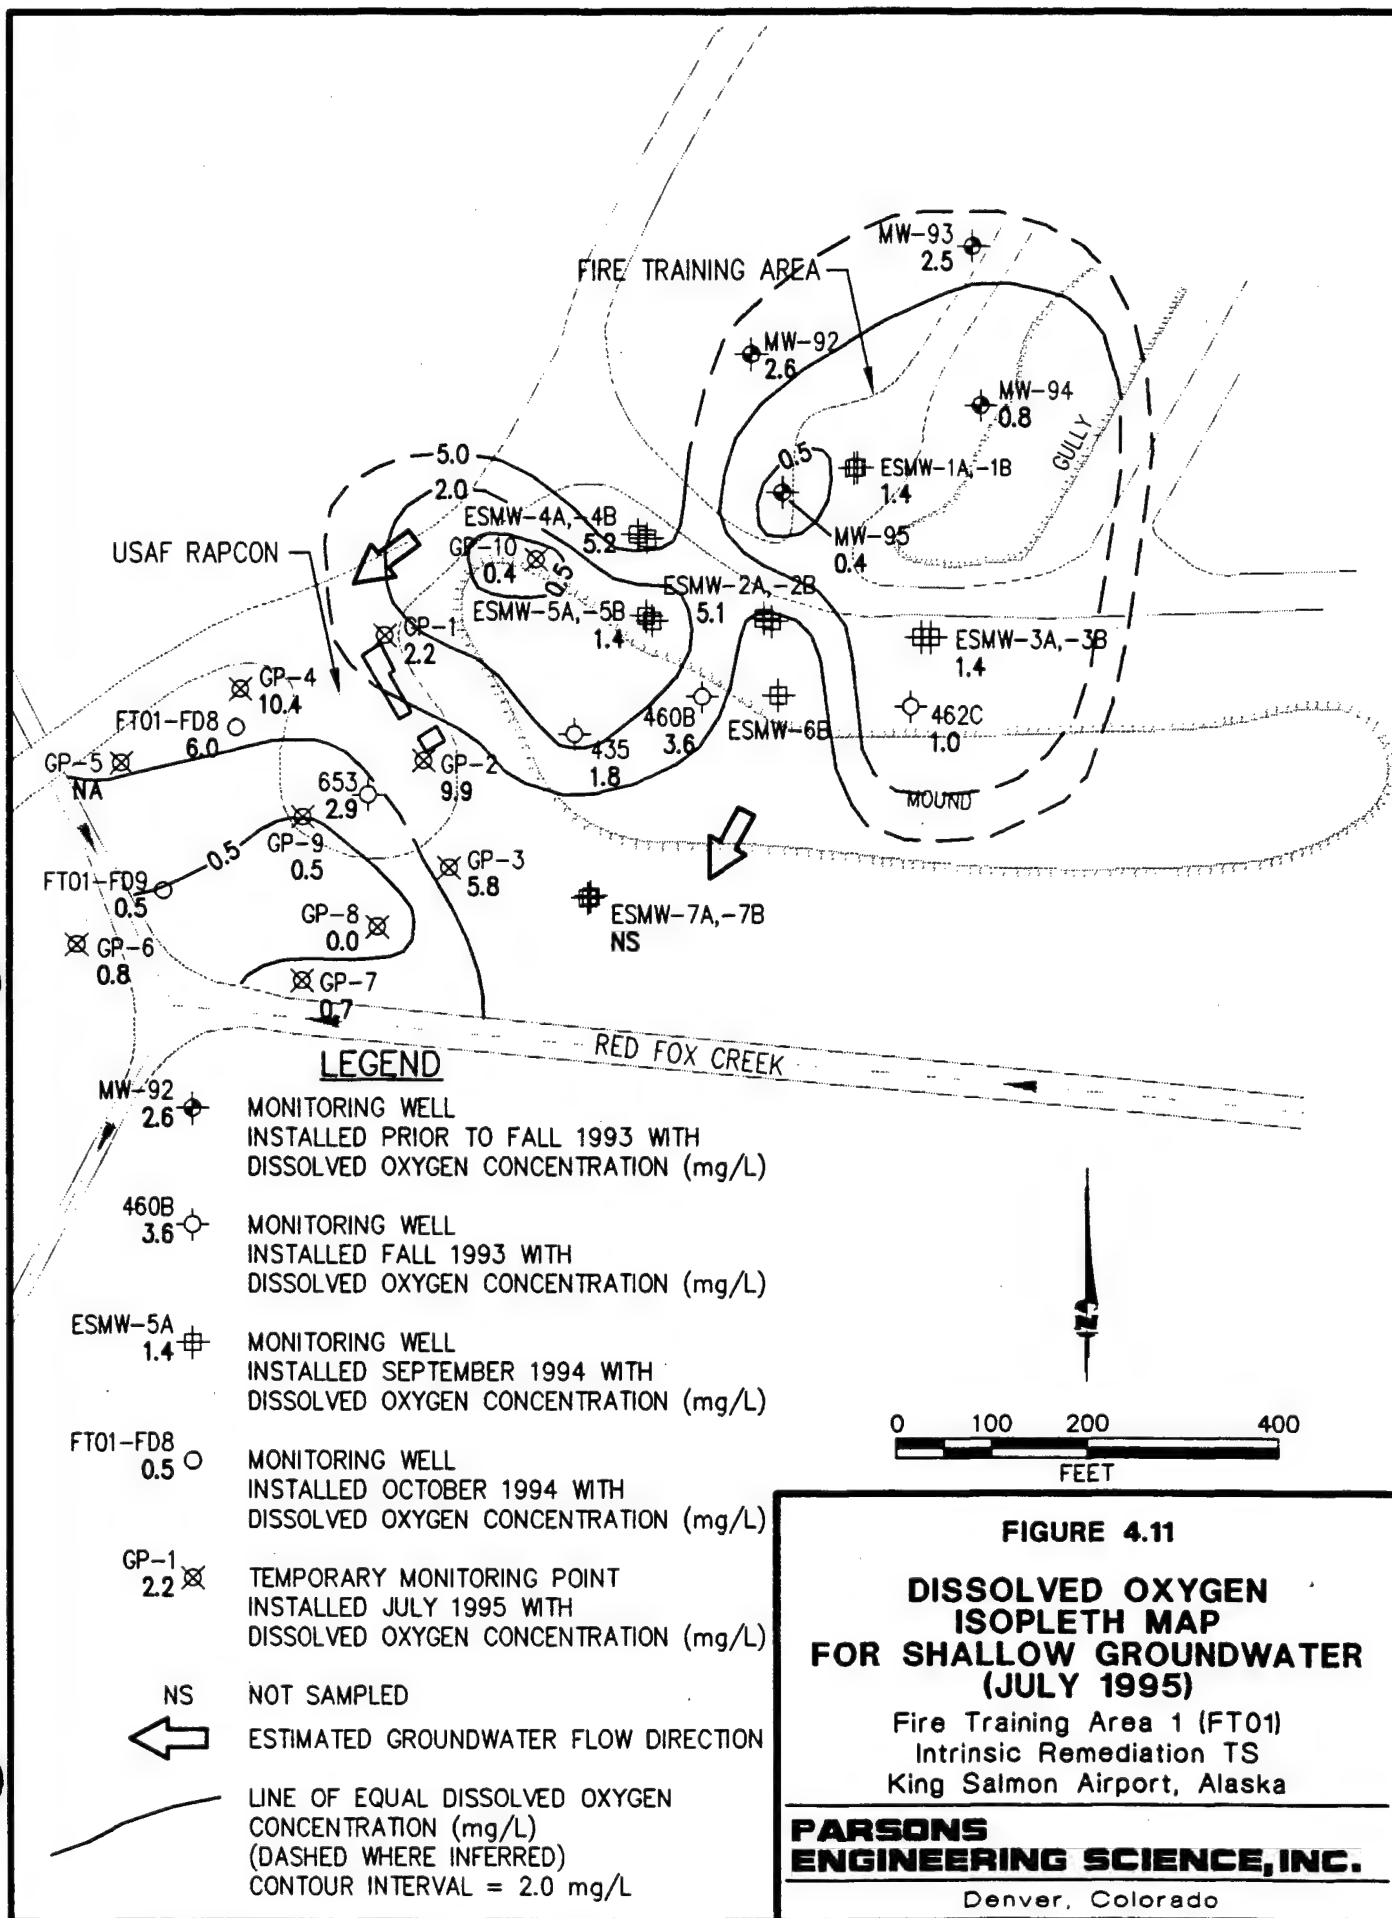 MW-93
2.5
FIRE TRAINING AREA
MW-92
2.6
MW-94
0.8
GULLY
5.0
2.0
0.5
ESMW-1A,-1B
1.4
ESMW-4A,-4B
5.2
MW-95
0.4
USAF RAPCON
GP-10
0.4
0.5
ESMW-2A,-2B
5.1
ESMW-5A,-5B
1.4
GP-1
2.2
ESMW-3A,-3B
1.4
GP-4
10.4
FT01-FD8
6.0
460B
3.6
ESMW-6B
462C
1.0
GP-5
NA
435
1.8
GP-2
9.9
653
2.9
MOUND
GP-9
0.5
0.5
GP-3
5.8
FT01-FD9
0.5
GP-8
0.0
ESMW-7A,-7B
NS
GP-6
0.8
GP-7
0.7
RED FOX CREEK
LEGEND
MW-92
2.6
MONITORING WELL
INSTALLED PRIOR TO FALL 1993 WITH
DISSOLVED OXYGEN CONCENTRATION (mg/L)
460B
3.6
MONITORING WELL
INSTALLED FALL 1993 WITH
DISSOLVED OXYGEN CONCENTRATION (mg/L)
ESMW-5A
1.4
MONITORING WELL
INSTALLED SEPTEMBER 1994 WITH
DISSOLVED OXYGEN CONCENTRATION (mg/L)
FT01-FD8
0.5
MONITORING WELL
INSTALLED OCTOBER 1994 WITH
DISSOLVED OXYGEN CONCENTRATION (mg/L)
GP-1
2.2
TEMPORARY MONITORING POINT
INSTALLED JULY 1995 WITH
DISSOLVED OXYGEN CONCENTRATION (mg/L)
NS NOT SAMPLED
ESTIMATED GROUNDWATER FLOW DIRECTION
LINE OF EQUAL DISSOLVED OXYGEN
CONCENTRATION (mg/L)
(DASHED WHERE INFERRED)
CONTOUR INTERVAL = 2.0 mg/L
N
0 100 200 400
FEET
FIGURE 4.11
DISSOLVED OXYGEN
ISOPLETH MAP
FOR SHALLOW GROUNDWATER
(JULY 1995)
Fire Training Area 1 (FT01)
Intrinsic Remediation TS
King Salmon Airport, Alaska
PARSONS
ENGINEERING SCIENCE, INC.
Denver, Colorado